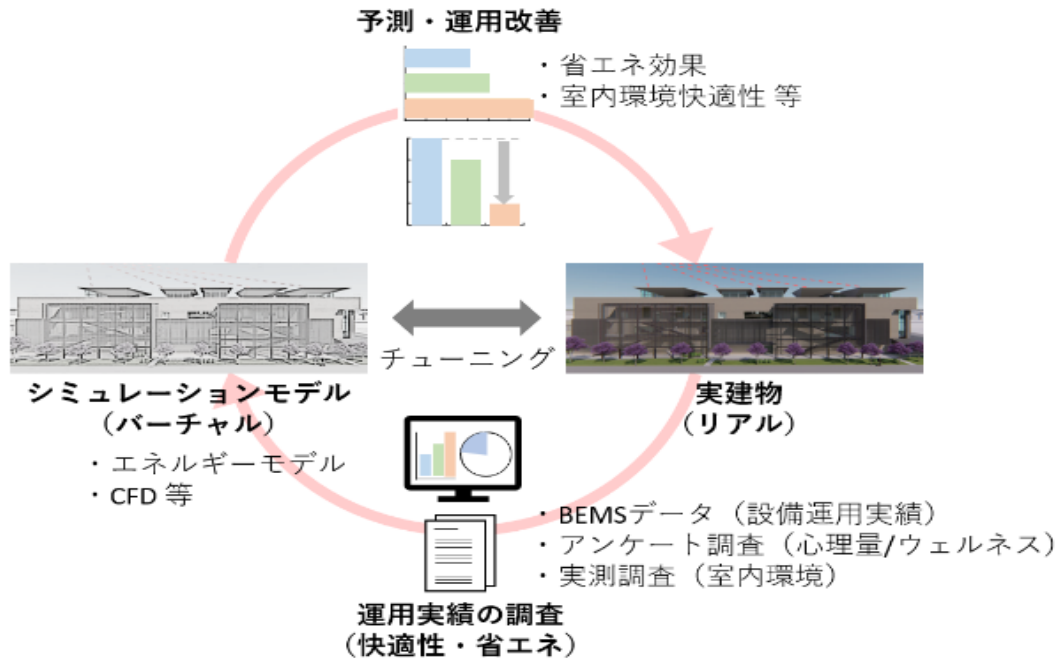 予測・運用改善
・省エネ効果
・室内環境快適性 等
チューニング
シミュレーションモデル
（バーチャル）
・エネルギーモデル
・CFD 等
実建物
（リアル）
・BEMSデータ（設備運用実績）
・アンケート調査（心理量/ウェルネス）
・実測調査（室内環境）
運用実績の調査
（快適性・省エネ）